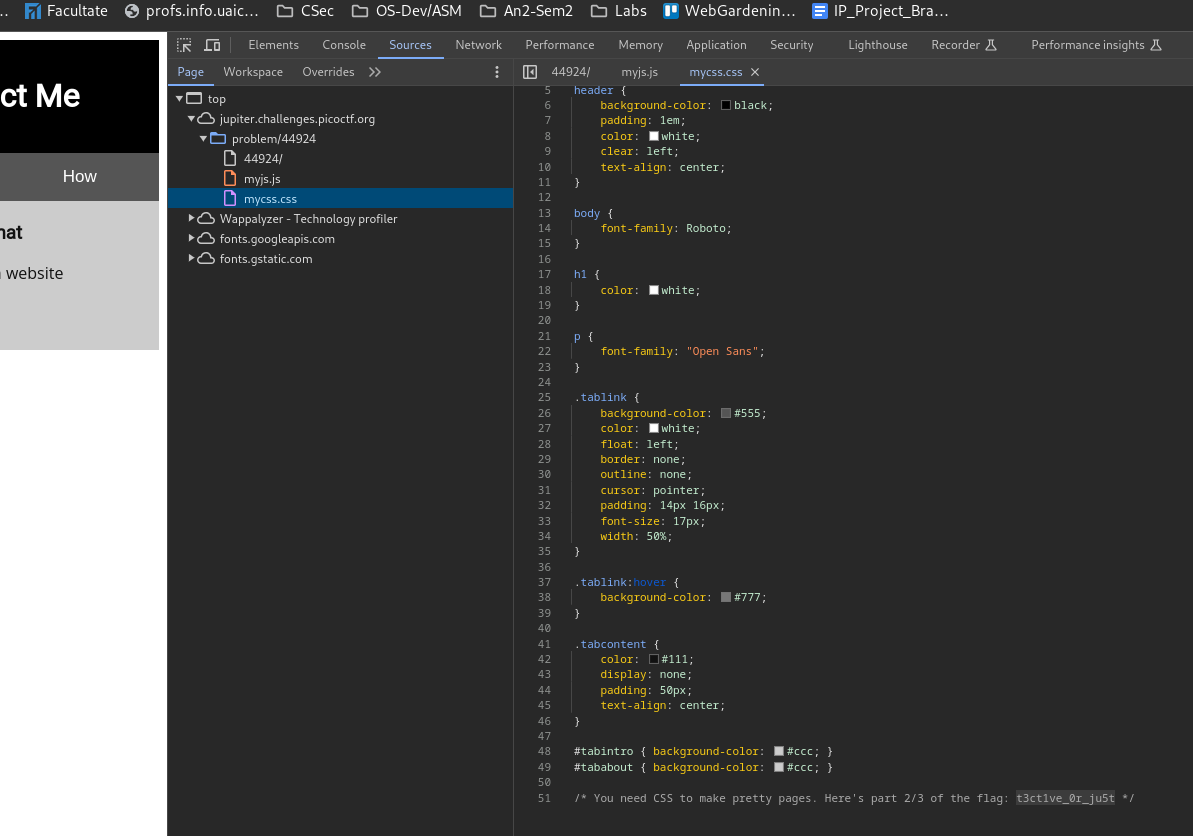 ..
Facultate
profs.info.uaic...
CSec
OS-Dev/ASM
An2-Sem2
Labs
WebGardenin...
IP_Project_Bra...
ct Me
How
nat
website
Elements Console Sources Network Performance Memory Application Security Lighthouse Recorder Performance insights
Page Workspace Overrides
top
jupiter.challenges.picoctf.org
problem/44924
44924/
myjs.js
mycss.css
Wappalyzer - Technology profiler
fonts.googleapis.com
fonts.gstatic.com
44924/ myjs.js mycss.css
5 header {
6 background-color: black;
7 padding: 1em;
8 color: white;
9 clear: left;
10 text-align: center;
11 }
12
13 body {
14 font-family: Roboto;
15 }
16
17 h1 {
18 color: white;
19 }
20
21 p {
22 font-family: "Open Sans";
23 }
24
25 .tablink {
26 background-color: #555;
27 color: white;
28 float: left;
29 border: none;
30 outline: none;
31 cursor: pointer;
32 padding: 14px 16px;
33 font-size: 17px;
34 width: 50%;
35 }
36
37 .tablink:hover {
38 background-color: #777;
39 }
40
41 .tabcontent {
42 color: #111;
43 display: none;
44 padding: 50px;
45 text-align: center;
46 }
47
48 #tabintro { background-color: #ccc; }
49 #tababout { background-color: #ccc; }
50
51 /* You need CSS to make pretty pages. Here's part 2/3 of the flag: t3ct1ve_0r_ju5t */